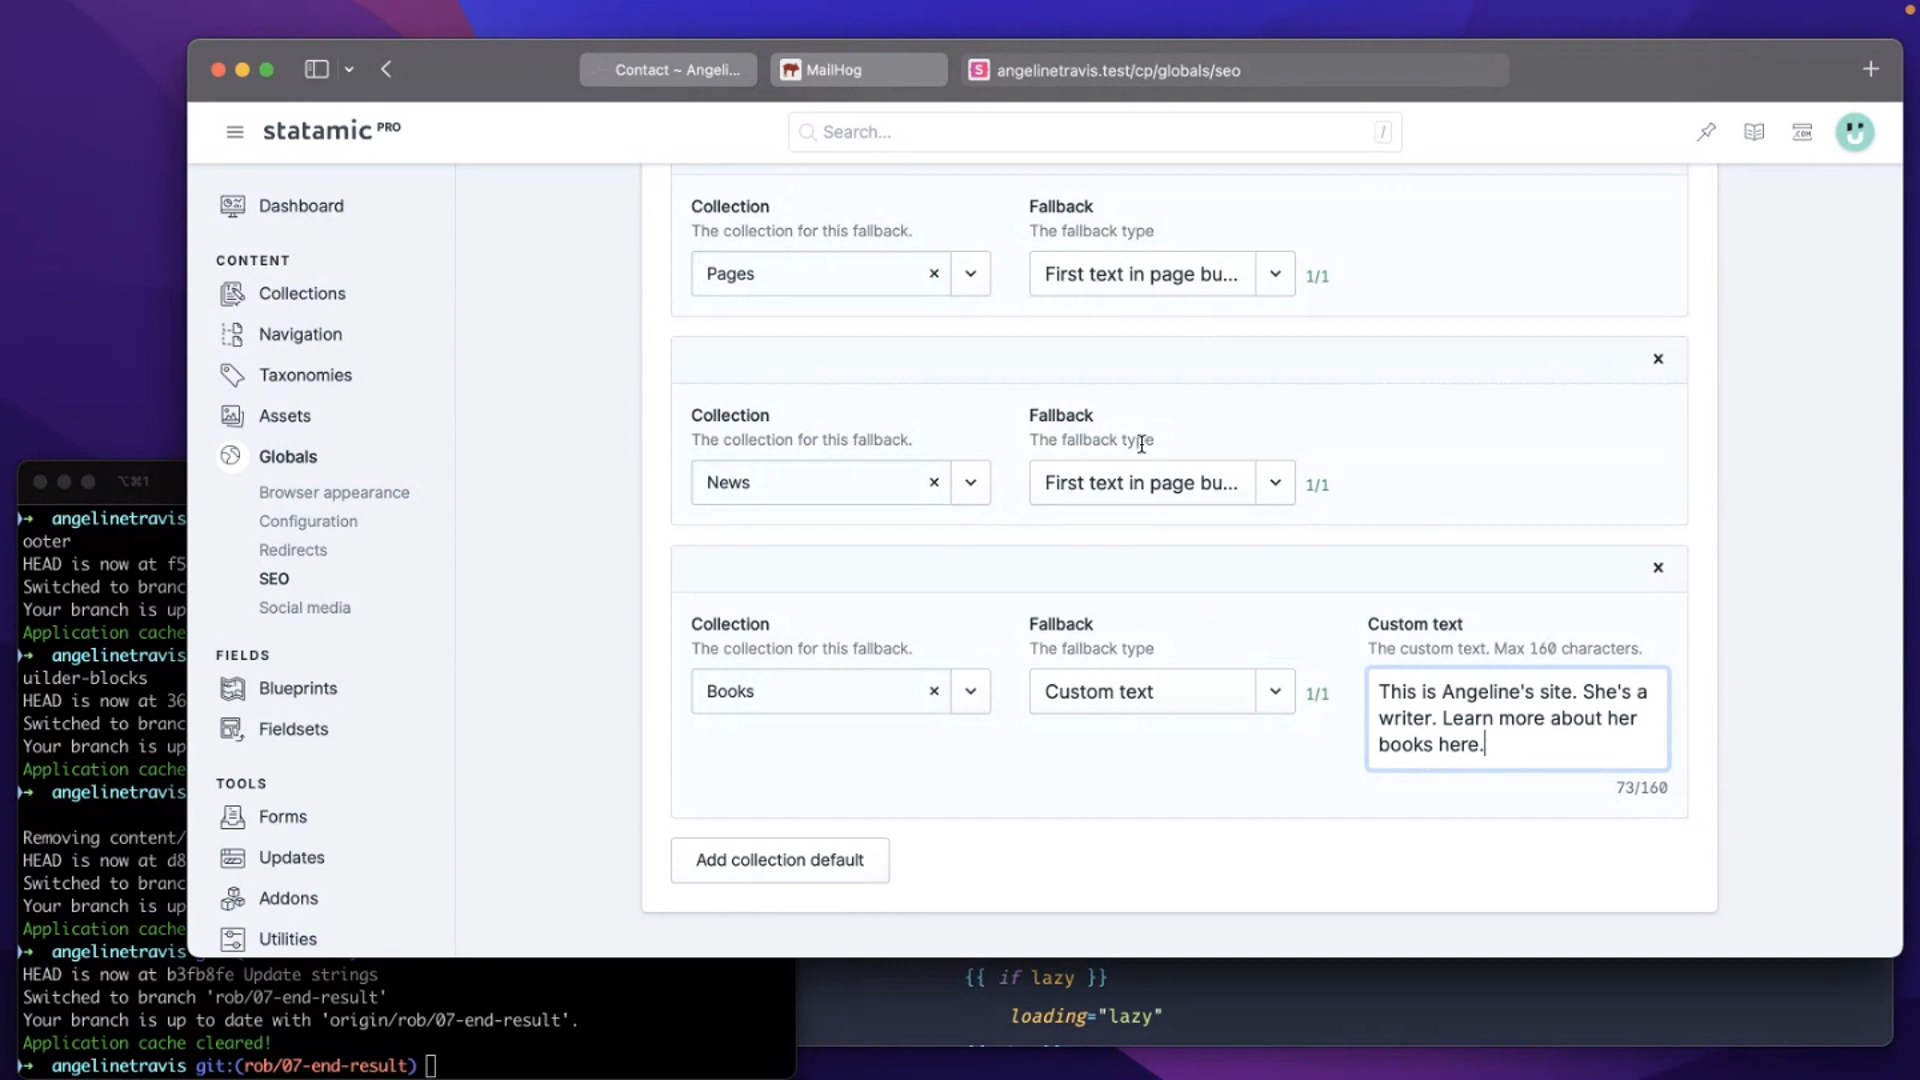 Contact ~ Angeli...
MailHog
angelinetravis.test/cp/globals/seo
statamic PRO
Search...
/
.COM
Dashboard
CONTENT
Collections
Navigation
Taxonomies
Assets
Globals
Browser appearance
Configuration
Redirects
SEO
Social media
FIELDS
Blueprints
Fieldsets
TOOLS
Forms
Updates
Addons
Utilities
Collection
The collection for this fallback.
Pages
Fallback
The fallback type
First text in page bu...
1/1
Collection
The collection for this fallback.
News
Fallback
The fallback type
First text in page bu...
1/1
Collection
The collection for this fallback.
Books
Fallback
The fallback type
Custom text
1/1
Custom text
The custom text. Max 160 characters.
This is Angeline's site. She's a
writer. Learn more about her
books here.
73/160
Add collection default
⌥⌘1
angelinetravis
ooter
HEAD is now at f5
Switched to branc
Your branch is up
Application cache
angelinetravis
uilder-blocks
HEAD is now at 36
Switched to branc
Your branch is up
Application cache
angelinetravis
Removing content/
HEAD is now at d8
Switched to branc
Your branch is up
Application cache
angelinetravis
HEAD is now at b3fb8fe Update strings
Switched to branch 'rob/07-end-result'
Your branch is up to date with 'origin/rob/07-end-result'.
Application cache cleared!
angelinetravis git:(rob/07-end-result)
{{ if lazy }}
loading="lazy"